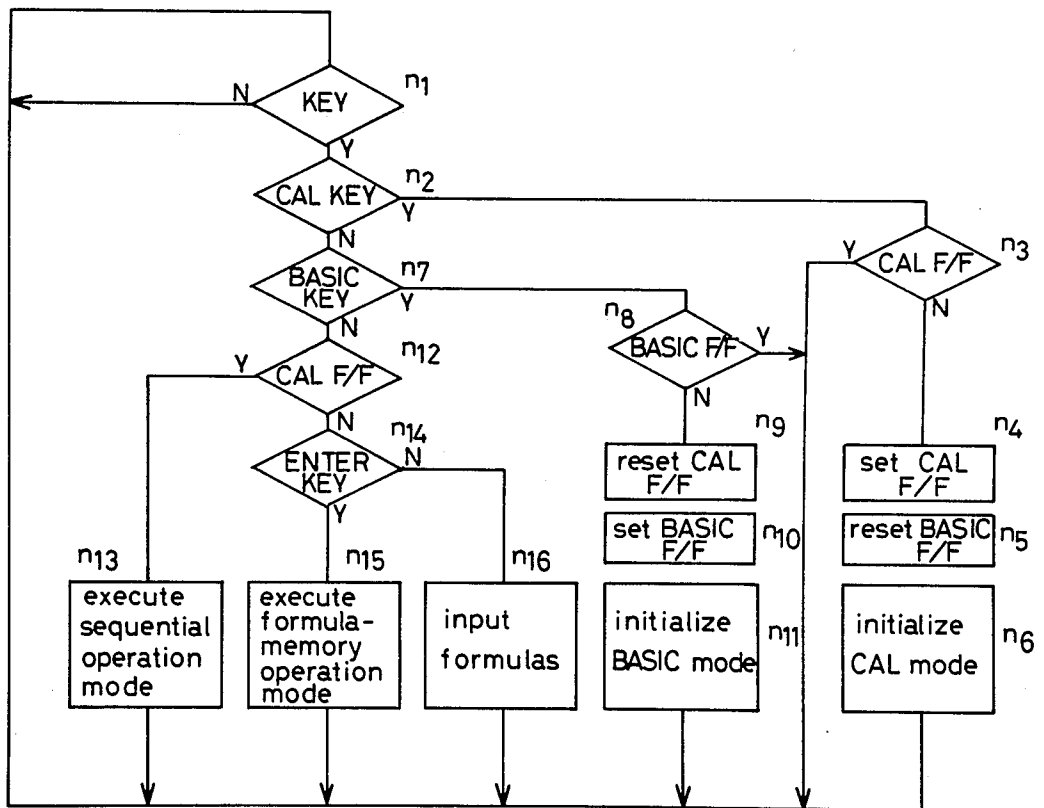 n1
N
KEY
Y
n2
CAL KEY
Y
N
n3
Y
CAL F/F
N
n7
BASIC
KEY
Y
N
n8
BASIC F/F
Y
N
n12
Y
CAL F/F
N
n14
ENTER
KEY
N
Y
n9
reset CAL
F/F
n4
set CAL
F/F
n10
set BASIC
F/F
n5
reset BASIC
F/F
n13
execute
sequential
operation
mode
n15
execute
formula-
memory
operation
mode
n16
input
formulas
n11
initialize
BASIC mode
n6
initialize
CAL mode